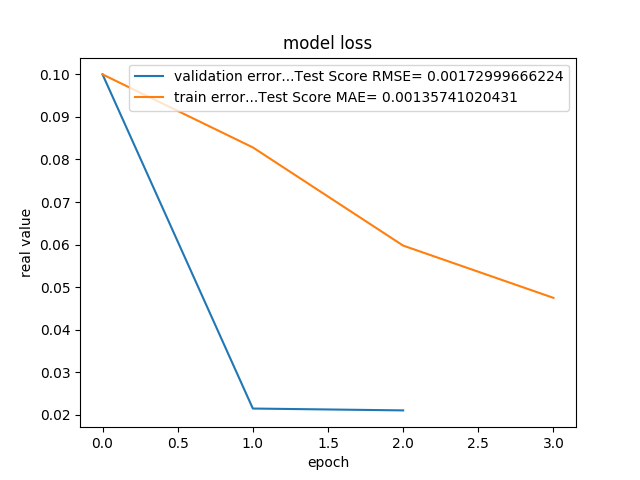 model loss
validation error...Test Score RMSE= 0.00172999666224
train error...Test Score MAE= 0.00135741020431
0.10
0.09
0.08
0.07
0.06
0.05
0.04
0.03
0.02
real value
0.0 0.5 1.0 1.5 2.0 2.5 3.0
epoch